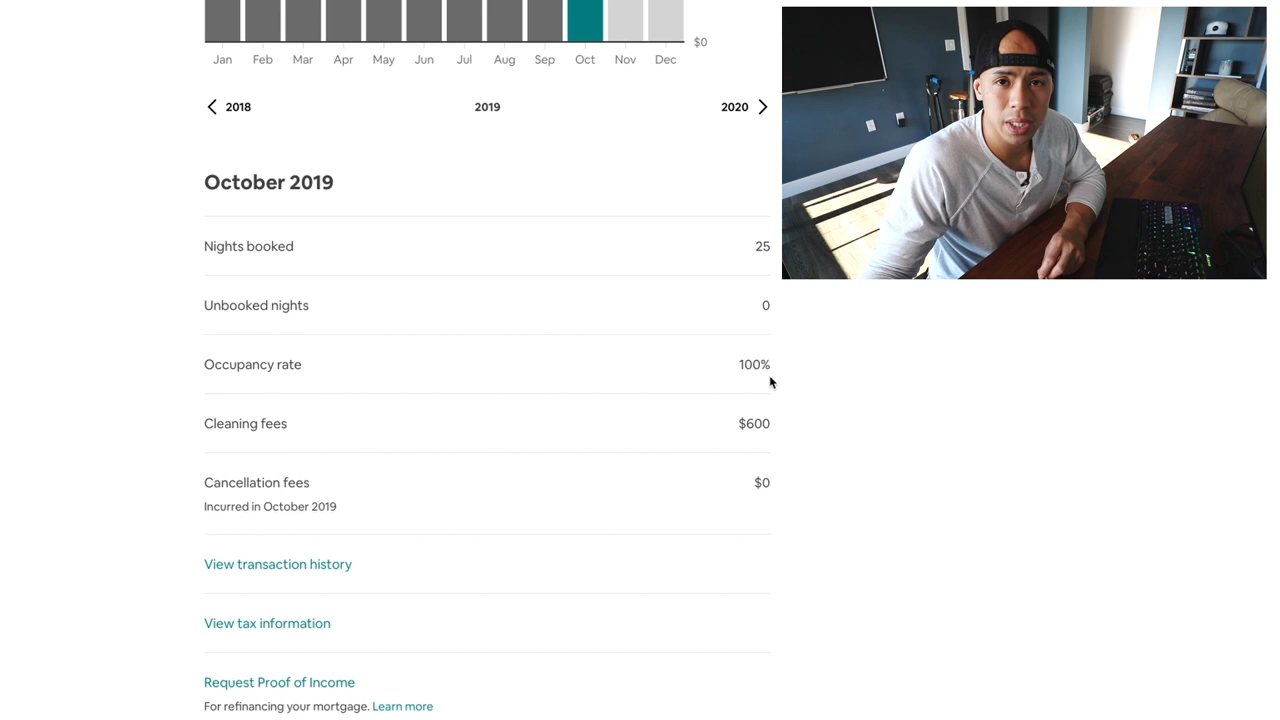 $0
Jan Feb Mar Apr May Jun Jul Aug Sep Oct Nov Dec
2018 2019 2020
October 2019
Nights booked 25
Unbooked nights 0
Occupancy rate 100%
Cleaning fees $600
Cancellation fees $0
Incurred in October 2019
View transaction history
View tax information
Request Proof of Income
For refinancing your mortgage. Learn more